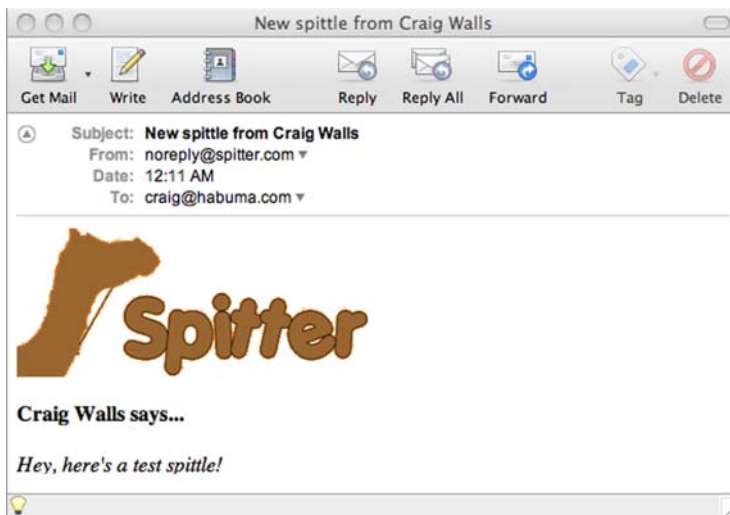 New spittle from Craig Walls
Get Mail Write Address Book Reply Reply All Forward Tag Delete
Subject: New spittle from Craig Walls
From: noreply@spitter.com
Date: 12:11 AM
To: craig@habuma.com
Spitter
Craig Walls says...
Hey, here's a test spittle!